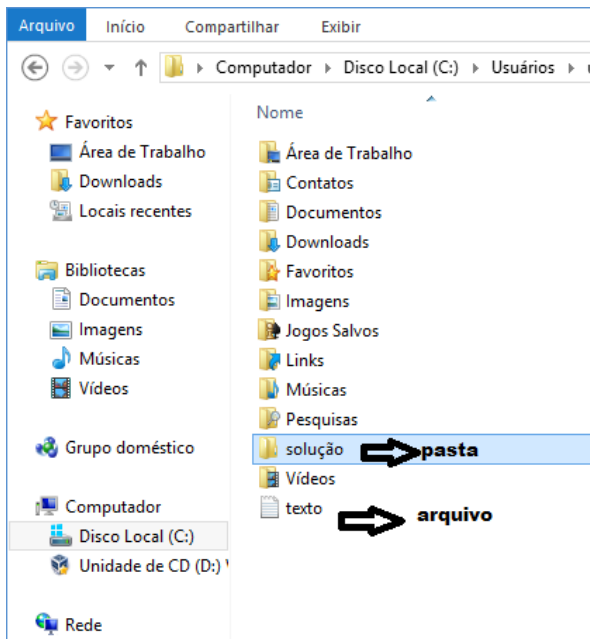 Arquivo Início Compartilhar Exibir
Computador Disco Local (C:) Usuários
Favoritos
Área de Trabalho
Downloads
Locais recentes
Bibliotecas
Documentos
Imagens
Músicas
Vídeos
Grupo doméstico
Computador
Disco Local (C:)
Unidade de CD (D:)
Rede
Nome
Área de Trabalho
Contatos
Documentos
Downloads
Favoritos
Imagens
Jogos Salvos
Links
Músicas
Pesquisas
solução pasta
Vídeos
texto arquivo